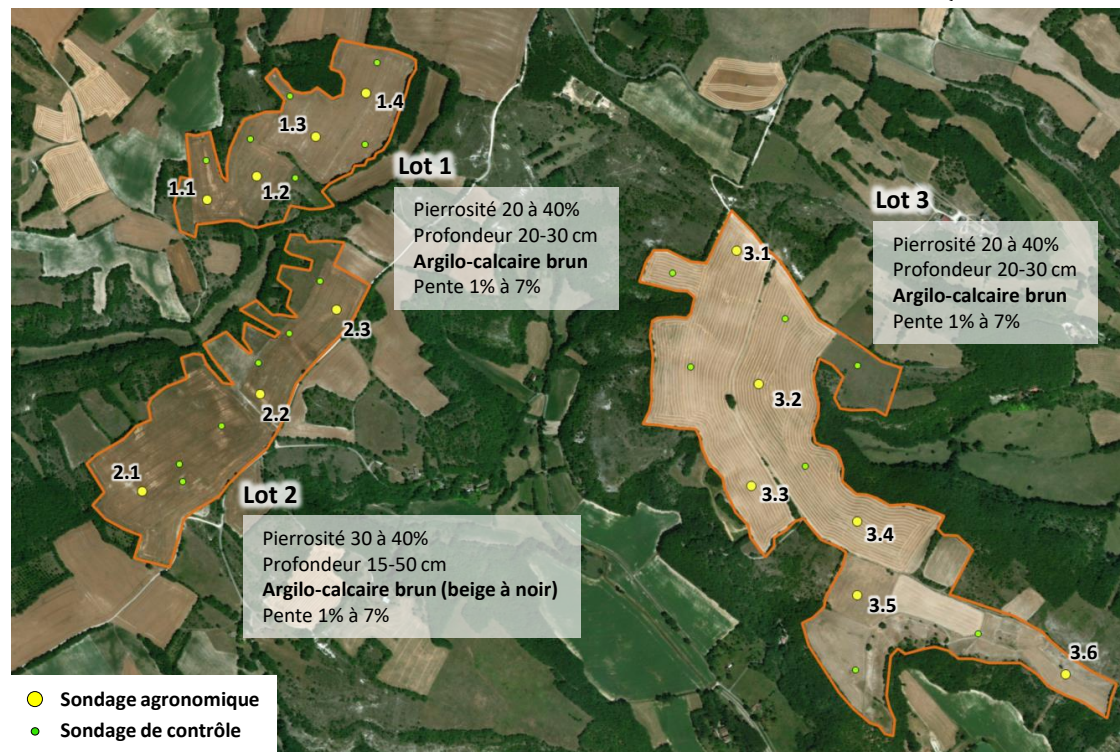 1.4
1.3
1.1
1.2
Lot 1
Pierrosité 20 à 40%
Profondeur 20-30 cm
Argilo-calcaire brun
Pente 1% à 7%
2.3
2.2
2.1
Lot 2
Pierrosité 30 à 40%
Profondeur 15-50 cm
Argilo-calcaire brun (beige à noir)
Pente 1% à 7%
Lot 3
Pierrosité 20 à 40%
Profondeur 20-30 cm
Argilo-calcaire brun
Pente 1% à 7%
3.1
3.2
3.3
3.4
3.5
3.6
Sondage agronomique
Sondage de contrôle